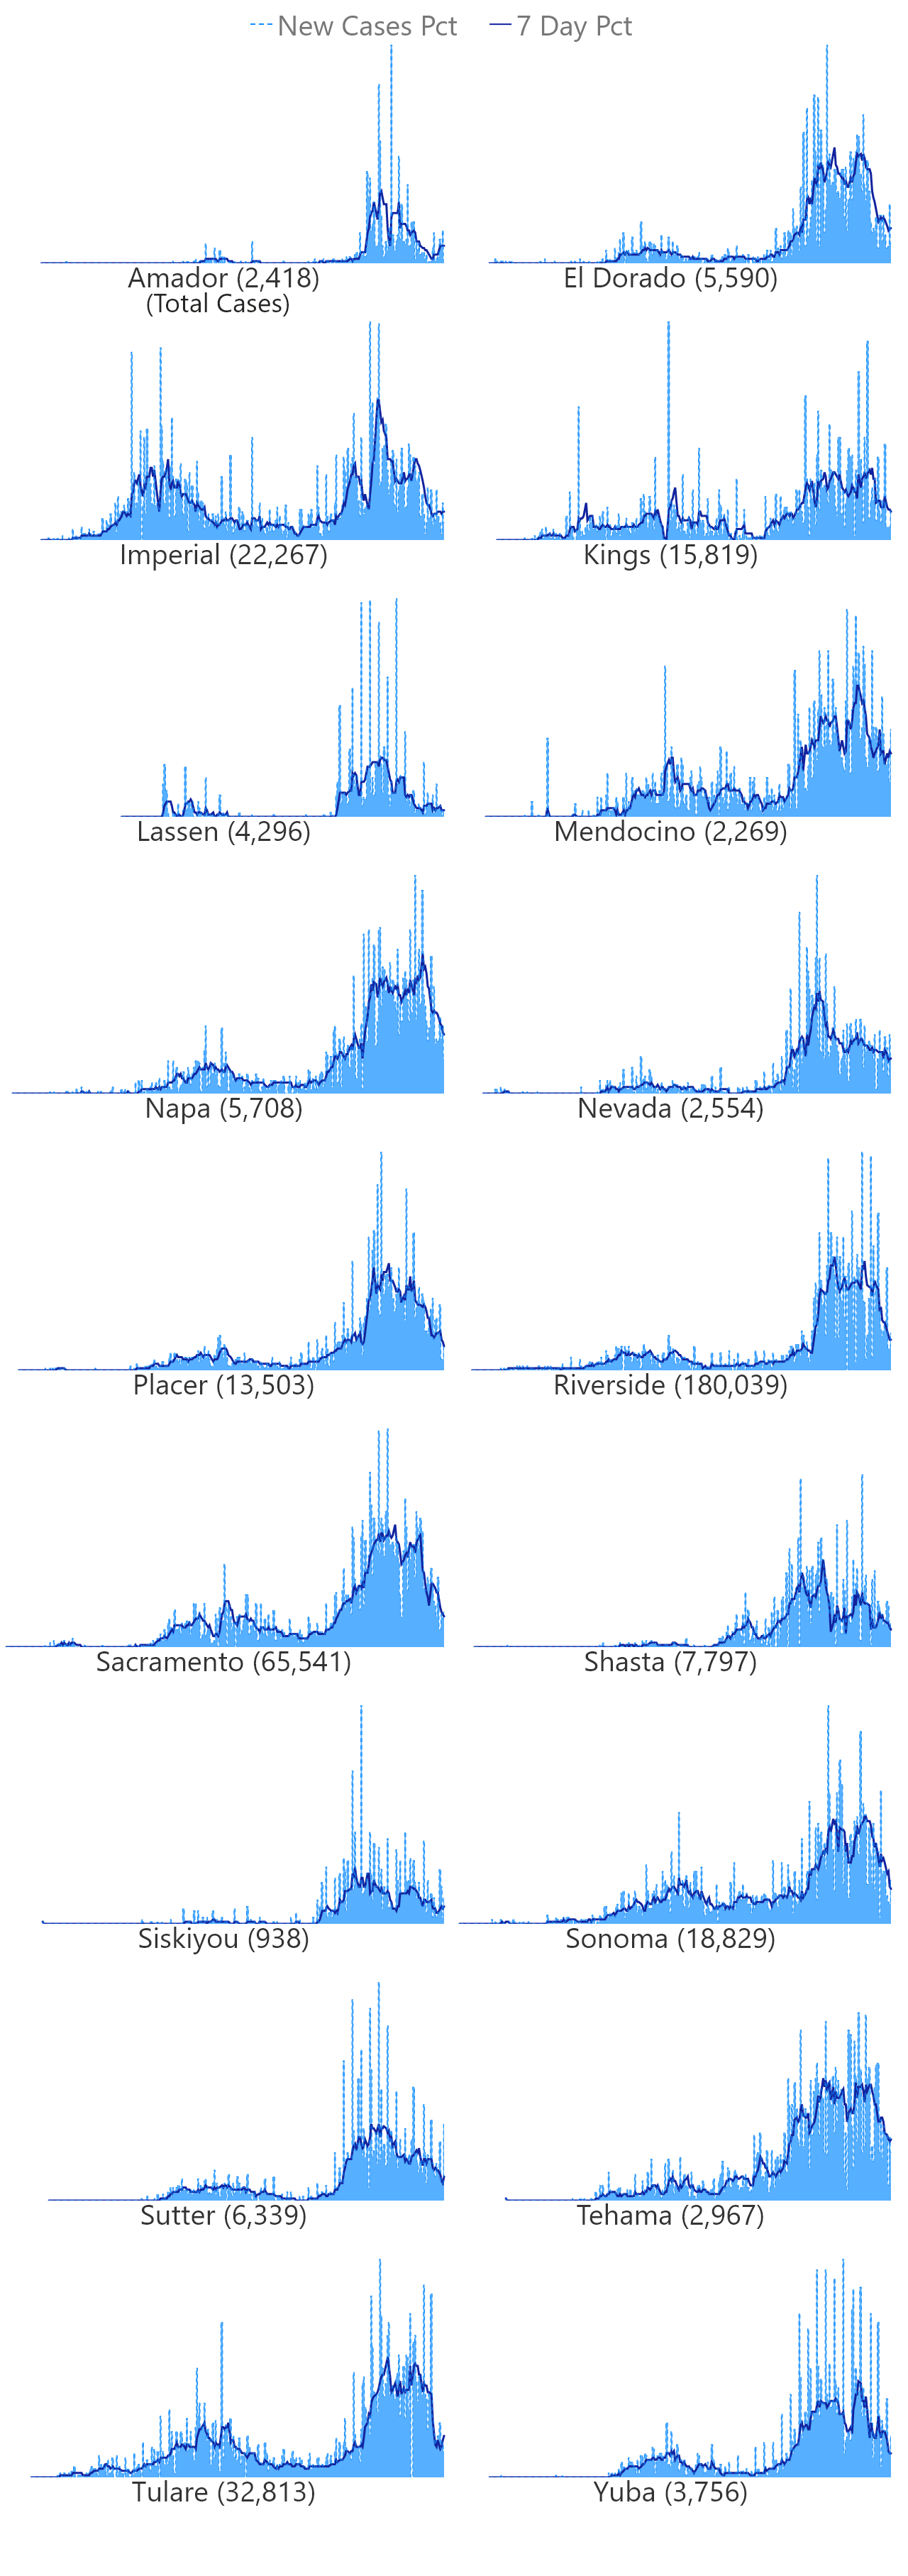 New Cases Pct 7 Day Pct
Amador (2,418) El Dorado (5,590)
(Total Cases)
Imperial (22,267) Kings (15,819)
Lassen (4,296) Mendocino (2,269)
Napa (5,708) Nevada (2,554)
Placer (13,503) Riverside (180,039)
Sacramento (65,541) Shasta (7,797)
Siskiyou (938) Sonoma (18,829)
Sutter (6,339) Tehama (2,967)
Tulare (32,813) Yuba (3,756)